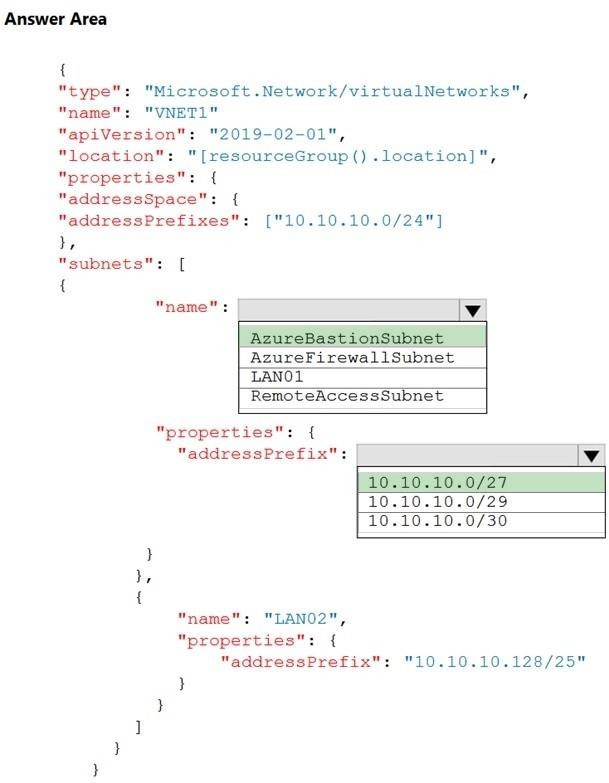 Answer Area
{
"type": "Microsoft.Network/virtualNetworks",
"name": "VNET1"
"apiVersion": "2019-02-01",
"location": "[resourceGroup().location]",
"properties": {
"addressSpace": {
"addressPrefixes": ["10.10.10.0/24"]
},
"subnets": [
{
"name":
AzureBastionSubnet
AzureFirewallSubnet
LAN01
RemoteAccessSubnet
"properties": {
"addressPrefix":
10.10.10.0/27
10.10.10.0/29
10.10.10.0/30
}
},
{
"name": "LAN02",
"properties": {
"addressPrefix": "10.10.10.128/25"
}
}
]
}
}